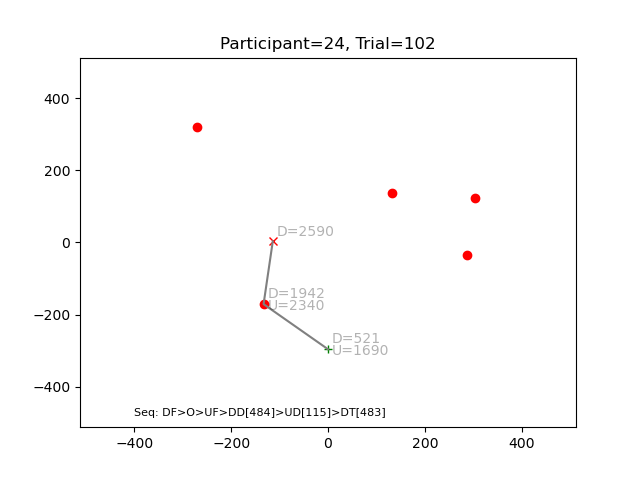 Participant=24, Trial=102
400
200
0
−200
−400
D=2590
D=1942
U=2340
D=521
U=1690
Seq: DF>O>UF>DD[484]>UD[115]>DT[483]
−400
−200
0
200
400